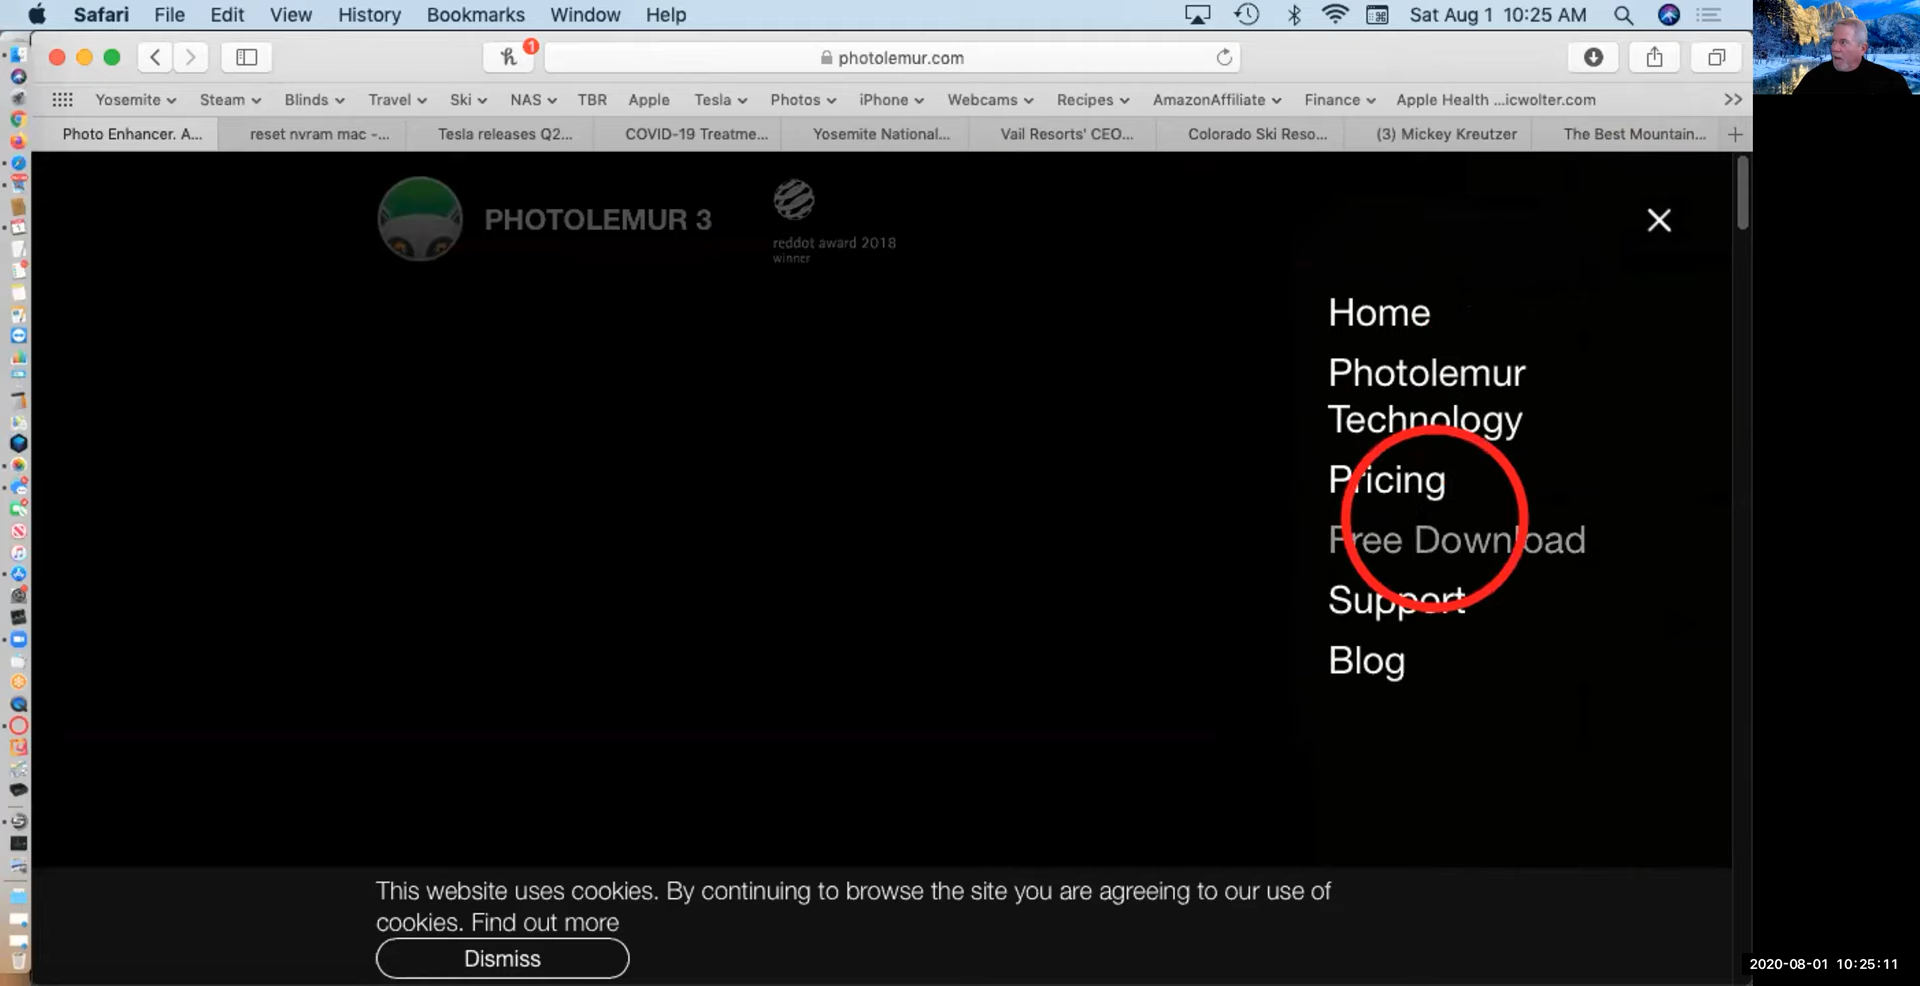 Safari File Edit View History Bookmarks Window Help Sat Aug 1 10:25 AM
1
photolemur.com
Yosemite Steam Blinds Travel Ski NAS TBR Apple Tesla Photos iPhone Webcams Recipes AmazonAffiliate Finance Apple Health ...icwolter.com
Photo Enhancer. A... reset nvram mac -... Tesla releases Q2... COVID-19 Treatme... Yosemite National... Vail Resorts' CEO... Colorado Ski Reso... (3) Mickey Kreutzer The Best Mountain...
PHOTOLEMUR 3
reddot award 2018
winner
Home
Photolemur
Technology
Pricing
Free Download
Support
Blog
This website uses cookies. By continuing to browse the site you are agreeing to our use of
cookies. Find out more
Dismiss
2020-08-01 10:25:11